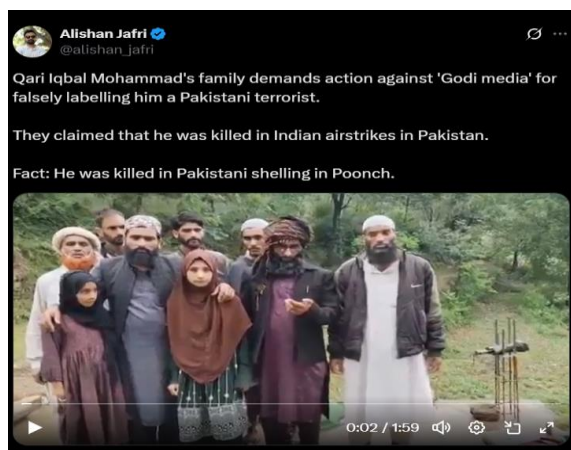 Alishan Jafri
@alishan_jafri
Qari Iqbal Mohammad's family demands action against 'Godi media' for
falsely labelling him a Pakistani terrorist.
They claimed that he was killed in Indian airstrikes in Pakistan.
Fact: He was killed in Pakistani shelling in Poonch.
0:02 / 1:59